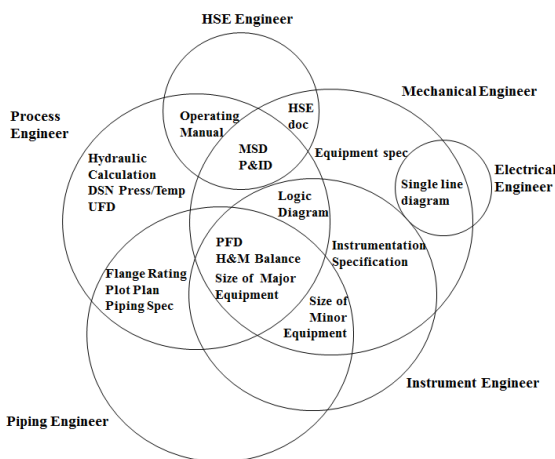 HSE Engineer
Mechanical Engineer
Process
Engineer
Operating
Manual
HSE
doc
MSD
P&ID
Equipment spec
Hydraulic
Calculation
DSN Press/Temp
UFD
Electrical
Engineer
Single line
diagram
Logic
Diagram
PFD
H&M Balance
Size of Major
Equipment
Instrumentation
Specification
Flange Rating
Plot Plan
Piping Spec
Size of
Minor
Equipment
Instrument Engineer
Piping Engineer